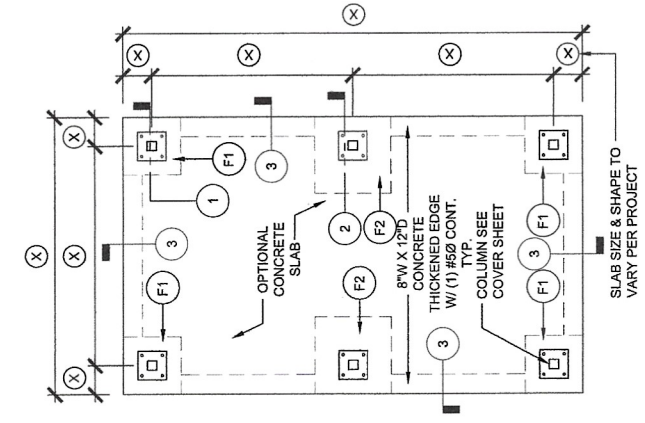 X
X
X
X
X
X
X
X
X
F1
1
3
3
F1
OPTIONAL
CONCRETE
SLAB
2
F2
F2
8"W X 12"D
CONCRETE
THICKENED EDGE
W/ (1) #5Ø CONT.
TYP.
COLUMN SEE
COVER SHEET
3
F1
3
F1
SLAB SIZE & SHAPE TO
VARY PER PROJECT